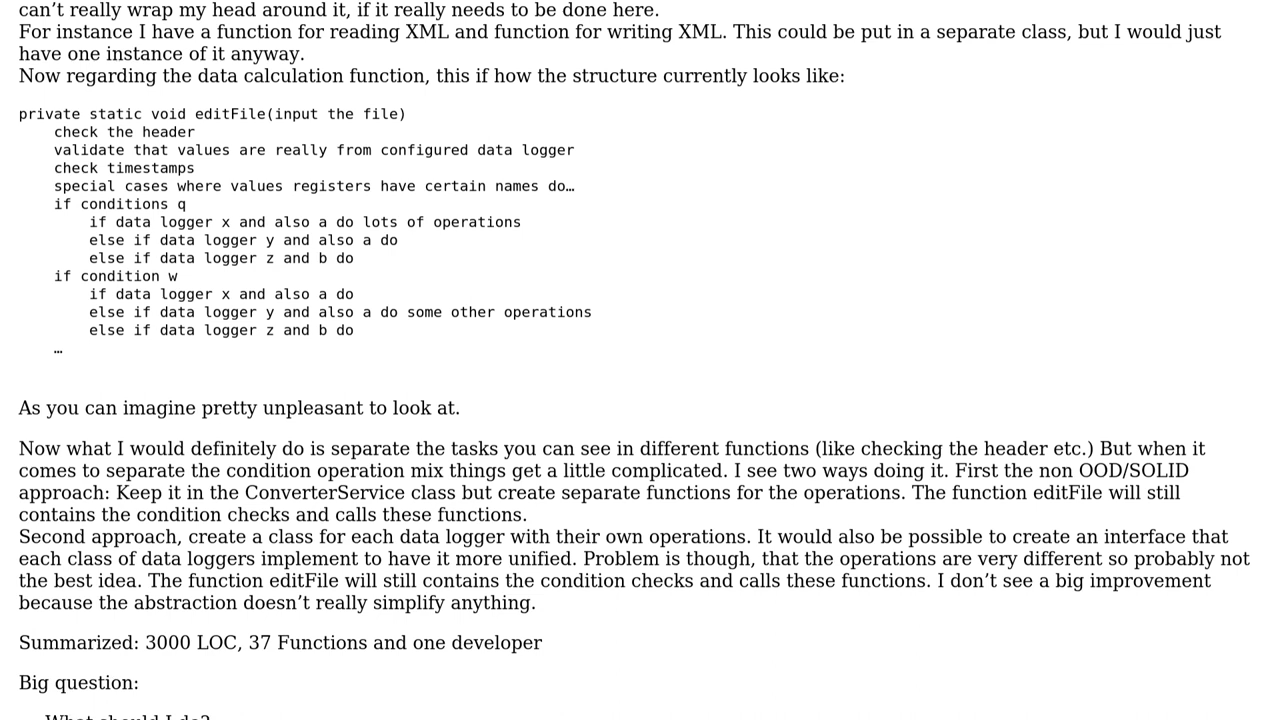 can’t really wrap my head around it, if it really needs to be done here.
For instance I have a function for reading XML and function for writing XML. This could be put in a separate class, but I would just
have one instance of it anyway.
Now regarding the data calculation function, this if how the structure currently looks like:
private static void editFile(input the file)
    check the header
    validate that values are really from configured data logger
    check timestamps
    special cases where values registers have certain names do…
    if conditions q
        if data logger x and also a do lots of operations
        else if data logger y and also a do
        else if data logger z and b do
    if condition w
        if data logger x and also a do
        else if data logger y and also a do some other operations
        else if data logger z and b do
    …
As you can imagine pretty unpleasant to look at.
Now what I would definitely do is separate the tasks you can see in different functions (like checking the header etc.) But when it
comes to separate the condition operation mix things get a little complicated. I see two ways doing it. First the non OOD/SOLID
approach: Keep it in the ConverterService class but create separate functions for the operations. The function editFile will still
contains the condition checks and calls these functions.
Second approach, create a class for each data logger with their own operations. It would also be possible to create an interface that
each class of data loggers implement to have it more unified. Problem is though, that the operations are very different so probably not
the best idea. The function editFile will still contains the condition checks and calls these functions. I don’t see a big improvement
because the abstraction doesn’t really simplify anything.
Summarized: 3000 LOC, 37 Functions and one developer
Big question:
What should I do?